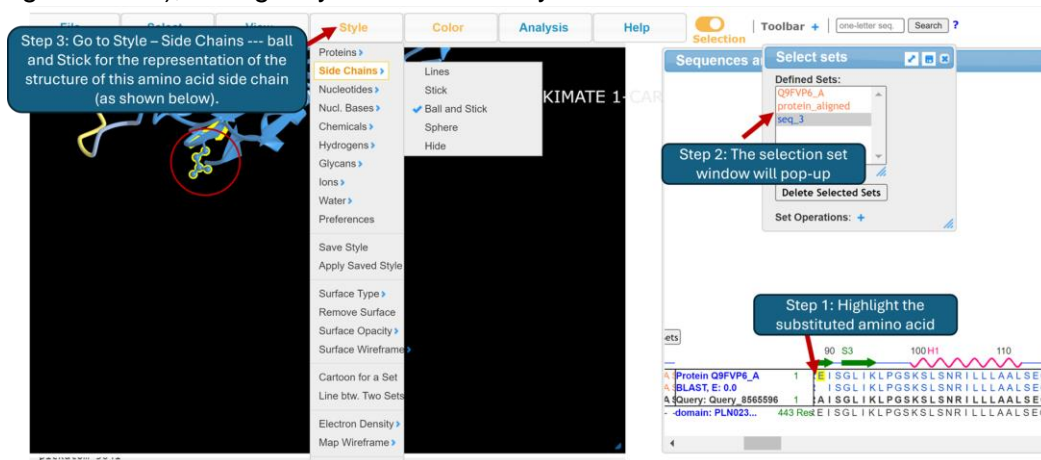 File Select View Style Color Analysis Help Selection Toolbar + one-letter seq. Search ?
Step 3: Go to Style – Side Chains --- ball
and Stick for the representation of the
structure of this amino acid side chain
(as shown below).
Proteins
Side Chains
Nucleotides
Nucl. Bases
Chemicals
Hydrogens
Glycans
Ions
Water
Preferences
Save Style
Apply Saved Style
Surface Type
Remove Surface
Surface Opacity
Surface Wireframe
Cartoon for a Set
Line btw. Two Sets
Electron Density
Map Wireframe
Lines
Stick
Ball and Stick
Sphere
Hide
KIMATE 1-CAR
Sequences a
Select sets
Defined Sets:
Q9FVP6_A
protein_aligned
seq_3
Step 2: The selection set
window will pop-up
Delete Selected Sets
Set Operations: +
Step 1: Highlight the
substituted amino acid
ets
90 S3 100 H1 110
Protein Q9FVP6_A 1 E I S G L I K L P G S K S L S N R I L L L A A L S E
BLAST, E: 0.0 I S G L I K L P G S K S L S N R I L L L A A L S E
Query: Query_8565596 1 A I S G L I K L P G S K S L S N R I L L L A A L S E
domain: PLN023... 443 Res E I S G L I K L P G S K S L S N R I L L L A A L S E